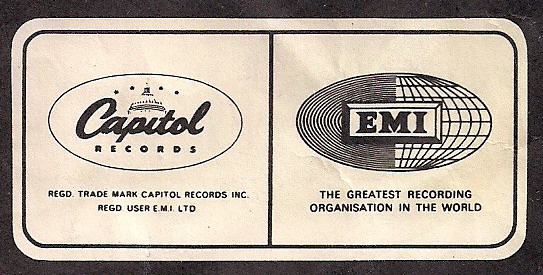 Capitol
RECORDS
REGD. TRADE MARK CAPITOL RECORDS INC.
REGD. USER E.M.I. LTD
EMI
THE GREATEST RECORDING
ORGANISATION IN THE WORLD